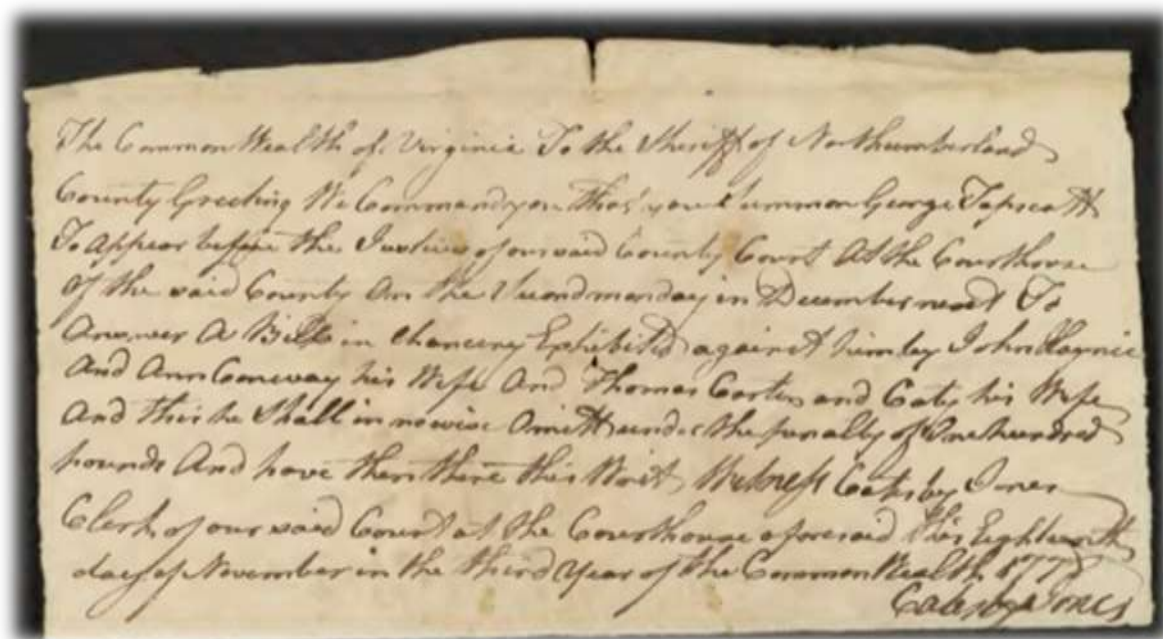 The CommonWealth of Virginia To the Sheriff of Northumberland
County Greeting We Command you that you Summon George Tapscott
To appear before the Justices of our said County Court At the Courthouse
Of the said County On the Second monday in December next To
Answer A Bill in Chancery Exhibited against him by John Haynie
And Ann Conway his Wife And Thomas Carter and Caty his Wife
And this he Shall in nowise Omitt under the penalty of One hundred
pounds And have then there this Writ Witness Catesby Jones
Clerk of our said Court at the Courthouse aforesaid this Eighteenth
day of November in the third Year of the CommonWealth
Catesby Jones